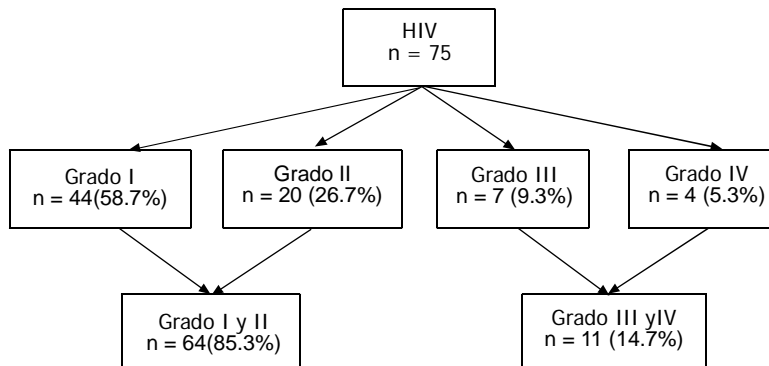 HIV
n = 75
Grado I
n = 44(58.7%)
Grado II
n = 20 (26.7%)
Grado III
n = 7 (9.3%)
Grado IV
n = 4 (5.3%)
Grado I y II
n = 64(85.3%)
Grado III yIV
n = 11 (14.7%)